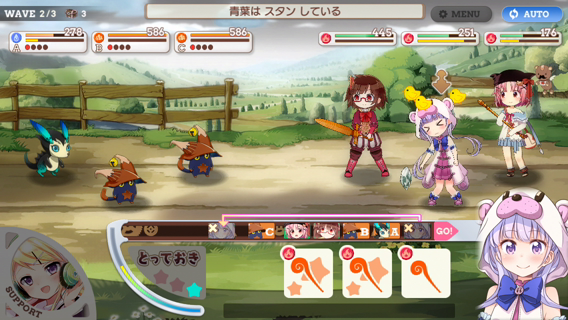 WAVE 2/3 3
青葉は スタン している
MENU
AUTO
A 278
B 586
C 586
445
251
176
C B A GO!
とっておき
SUPPORT